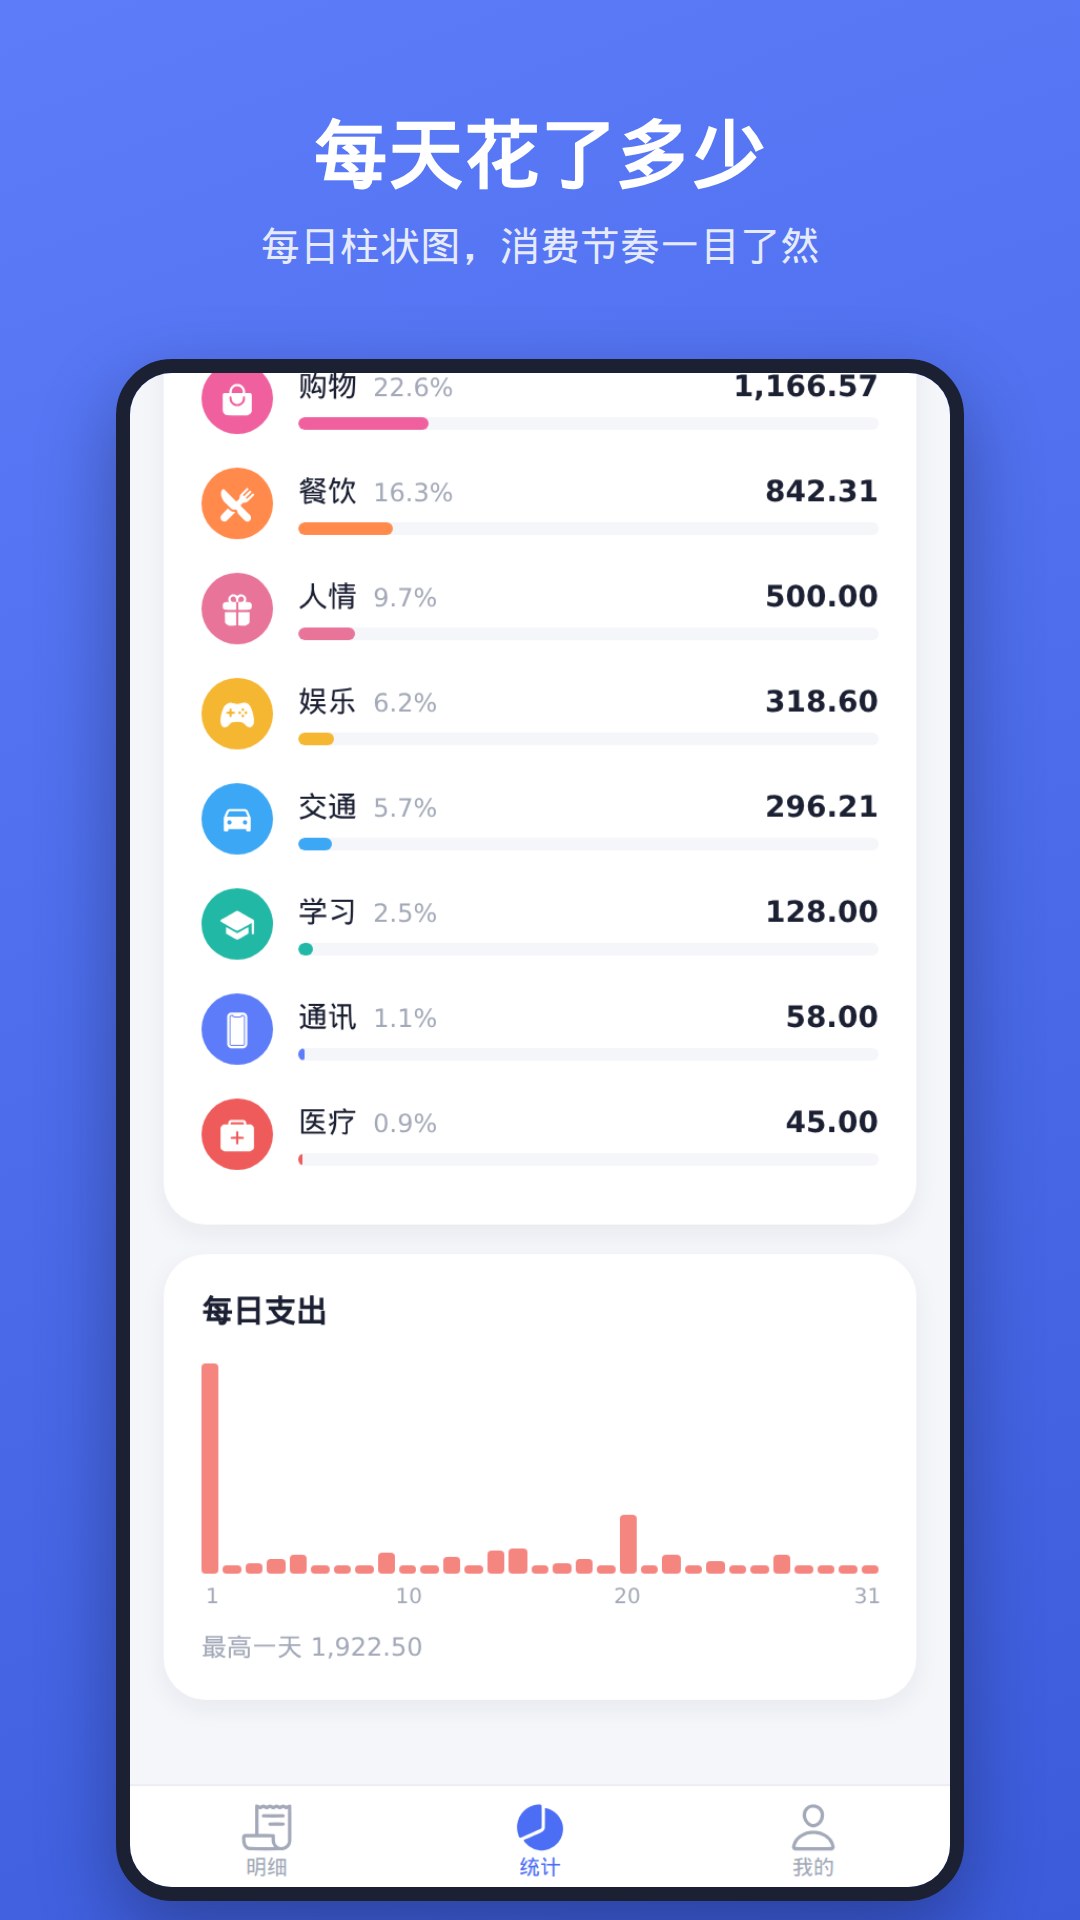 每天花了多少
每日柱状图，消费节奏一目了然
购物 22.6% 1,166.57
餐饮 16.3% 842.31
人情 9.7% 500.00
娱乐 6.2% 318.60
交通 5.7% 296.21
学习 2.5% 128.00
通讯 1.1% 58.00
医疗 0.9% 45.00
每日支出
1 10 20 31
最高一天 1,922.50
明细 统计 我的